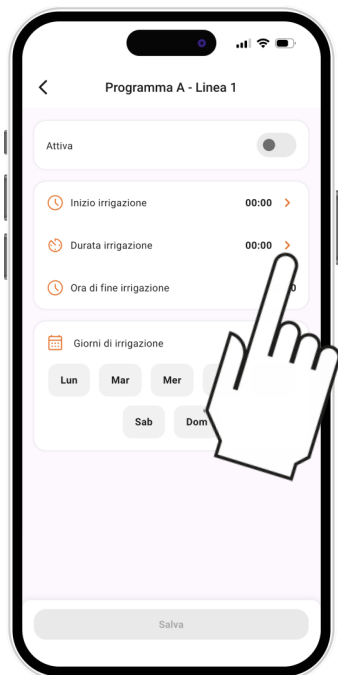 Programma A - Linea 1
Attiva
Inizio irrigazione 00:00
Durata irrigazione 00:00
Ora di fine irrigazione
Giorni di irrigazione
Lun Mar Mer
Sab Dom
Salva